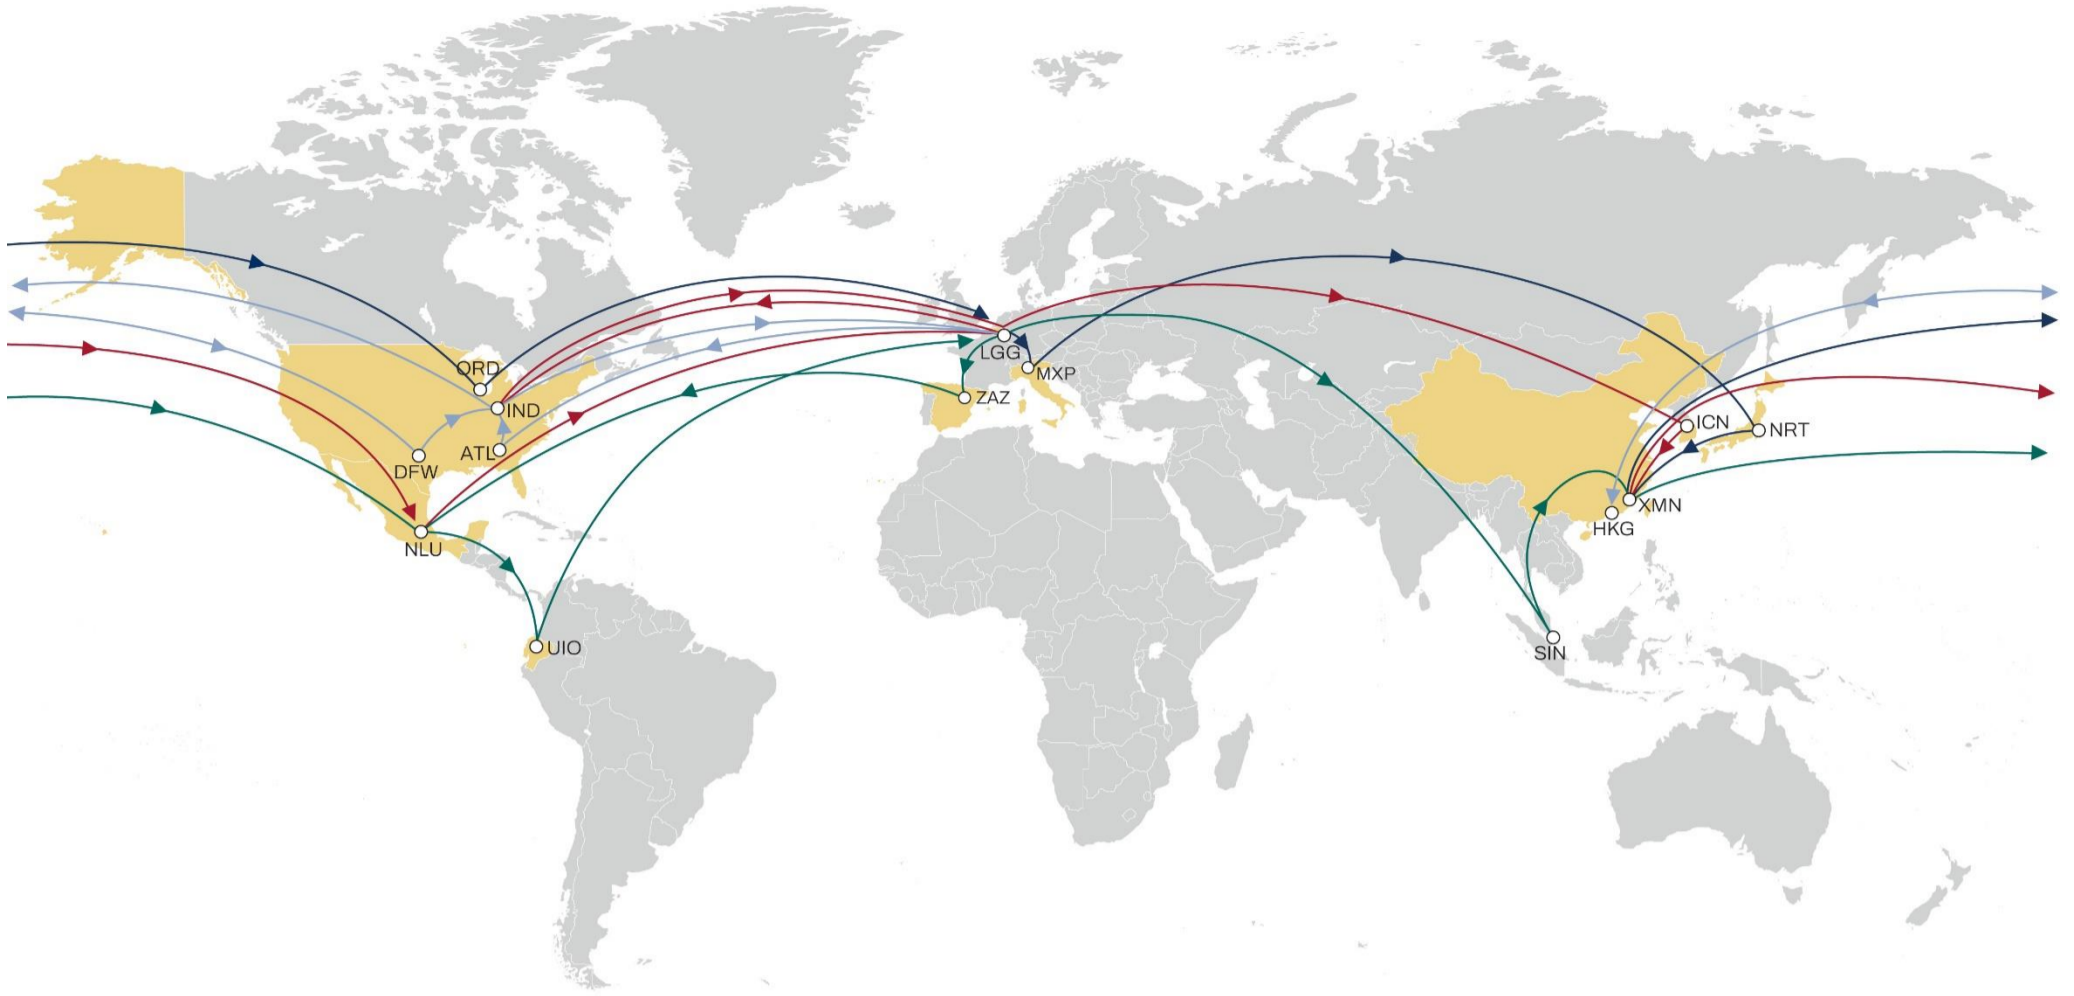 ORD
LGG
MXP
ZAZ
IND
ICN
NRT
ATL
DFW
XMN
HKG
NLU
UIO
SIN